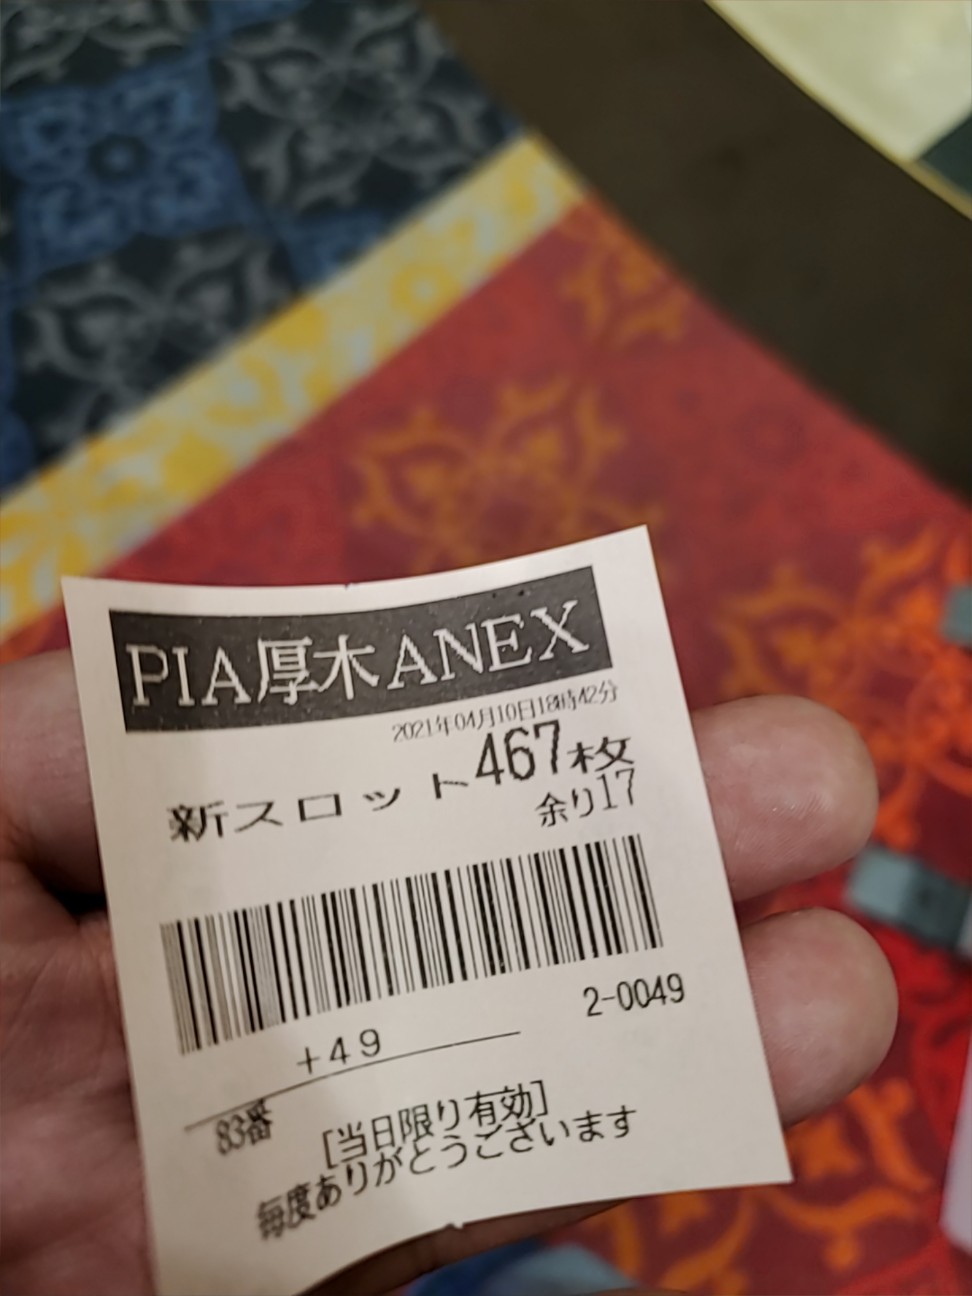 PIA厚木ANEX
2021年04月10日18時42分
新スロット467枚
余り17
2-0049
+49
83番
[当日限り有効]
毎度ありがとうございます